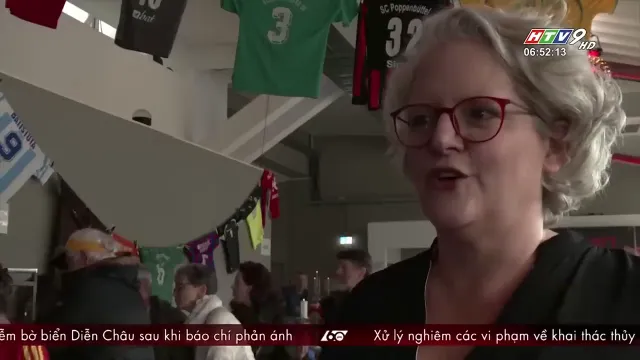 3
SC Poppenbüttel
32
HTV9 HD
06:52:13
9
ễm bờ biển Diễn Châu sau khi báo chí phản ánh
Xử lý nghiêm các vi phạm về khai thác thủy